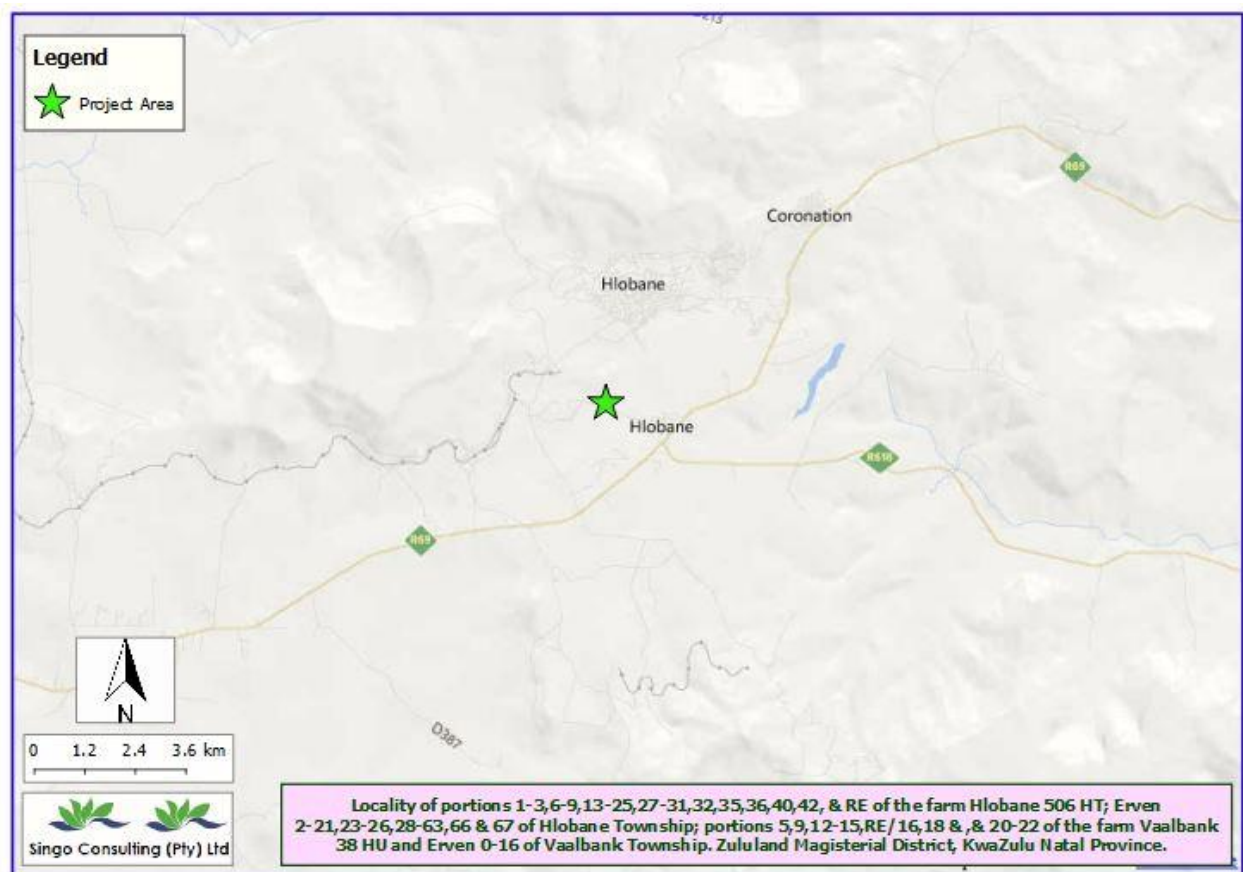 Legend
Project Area
R69
Coronation
Hlobane
Hlobane
R618
R69
D387
N
0 1.2 2.4 3.6 km
Singo Consulting (Pty) Ltd
Locality of portions 1-3,6-9,13-25,27-31,32,35,36,40,42, & RE of the farm Hlobane 506 HT; Erven
2-21,23-26,28-63,66 & 67 of Hlobane Township; portions 5,9,12-15,RE/16,18 & ,& 20-22 of the farm Vaalbank
38 HU and Erven 0-16 of Vaalbank Township. Zululand Magisterial District, KwaZulu Natal Province.